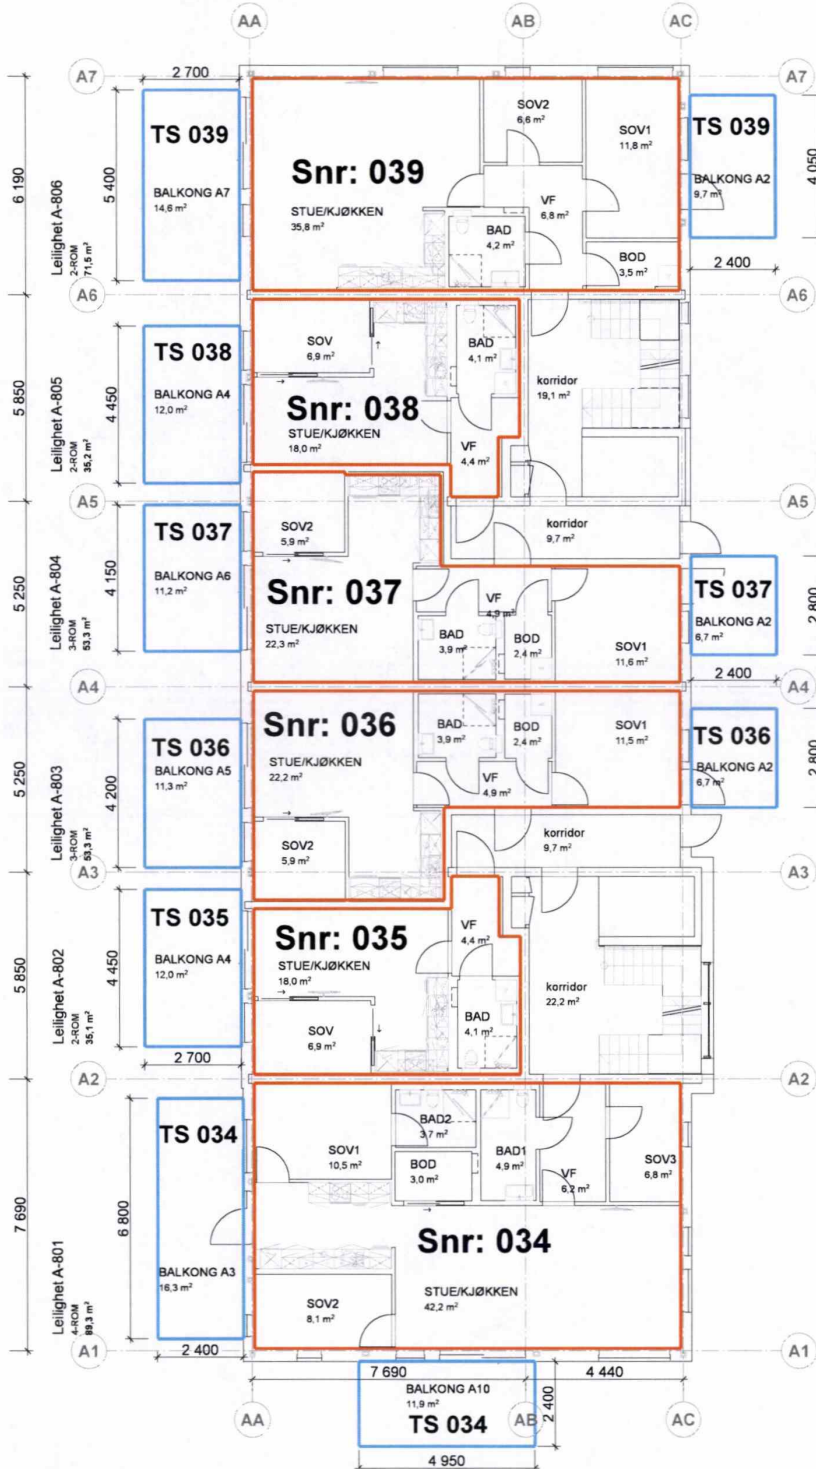 AA
AB
AC
A7
A7
2 700
TS 039
BALKONG A7
14,6 m²
5 400
6 190
Leilighet A-806
2-ROM
71,5 m²
Snr: 039
STUE/KJØKKEN
35,8 m²
SOV2
6,6 m²
SOV1
11,8 m²
VF
6,8 m²
BAD
4,2 m²
BOD
3,5 m²
TS 039
BALKONG A2
9,7 m²
4 050
2 400
A6
A6
TS 038
BALKONG A4
12,0 m²
4 450
5 850
Leilighet A-805
2-ROM
35,2 m²
SOV
6,9 m²
BAD
4,1 m²
Snr: 038
STUE/KJØKKEN
18,0 m²
VF
4,4 m²
korridor
19,1 m²
A5
A5
TS 037
BALKONG A6
11,2 m²
4 150
5 250
Leilighet A-804
3-ROM
53,3 m²
SOV2
5,9 m²
korridor
9,7 m²
Snr: 037
STUE/KJØKKEN
22,3 m²
VF
4,9 m²
BAD
3,9 m²
BOD
2,4 m²
SOV1
11,6 m²
TS 037
BALKONG A2
6,7 m²
2 800
2 400
A4
A4
TS 036
BALKONG A5
11,3 m²
4 200
5 250
Leilighet A-803
3-ROM
53,3 m²
Snr: 036
STUE/KJØKKEN
22,2 m²
BAD
3,9 m²
BOD
2,4 m²
SOV1
11,5 m²
VF
4,9 m²
TS 036
BALKONG A2
6,7 m²
2 800
SOV2
5,9 m²
korridor
9,7 m²
A3
A3
TS 035
BALKONG A4
12,0 m²
4 450
5 850
Leilighet A-802
2-ROM
35,1 m²
2 700
Snr: 035
STUE/KJØKKEN
18,0 m²
VF
4,4 m²
SOV
6,9 m²
BAD
4,1 m²
korridor
22,2 m²
A2
A2
TS 034
BALKONG A3
16,3 m²
6 800
7 690
Leilighet A-801
4-ROM
89,3 m²
2 400
SOV1
10,5 m²
BAD2
3,7 m²
BOD
3,0 m²
BAD1
4,9 m²
VF
6,2 m²
SOV3
6,8 m²
Snr: 034
STUE/KJØKKEN
42,2 m²
SOV2
8,1 m²
A1
A1
7 690
4 440
BALKONG A10
11,9 m²
TS 034
2 400
4 950
AA
AB
AC